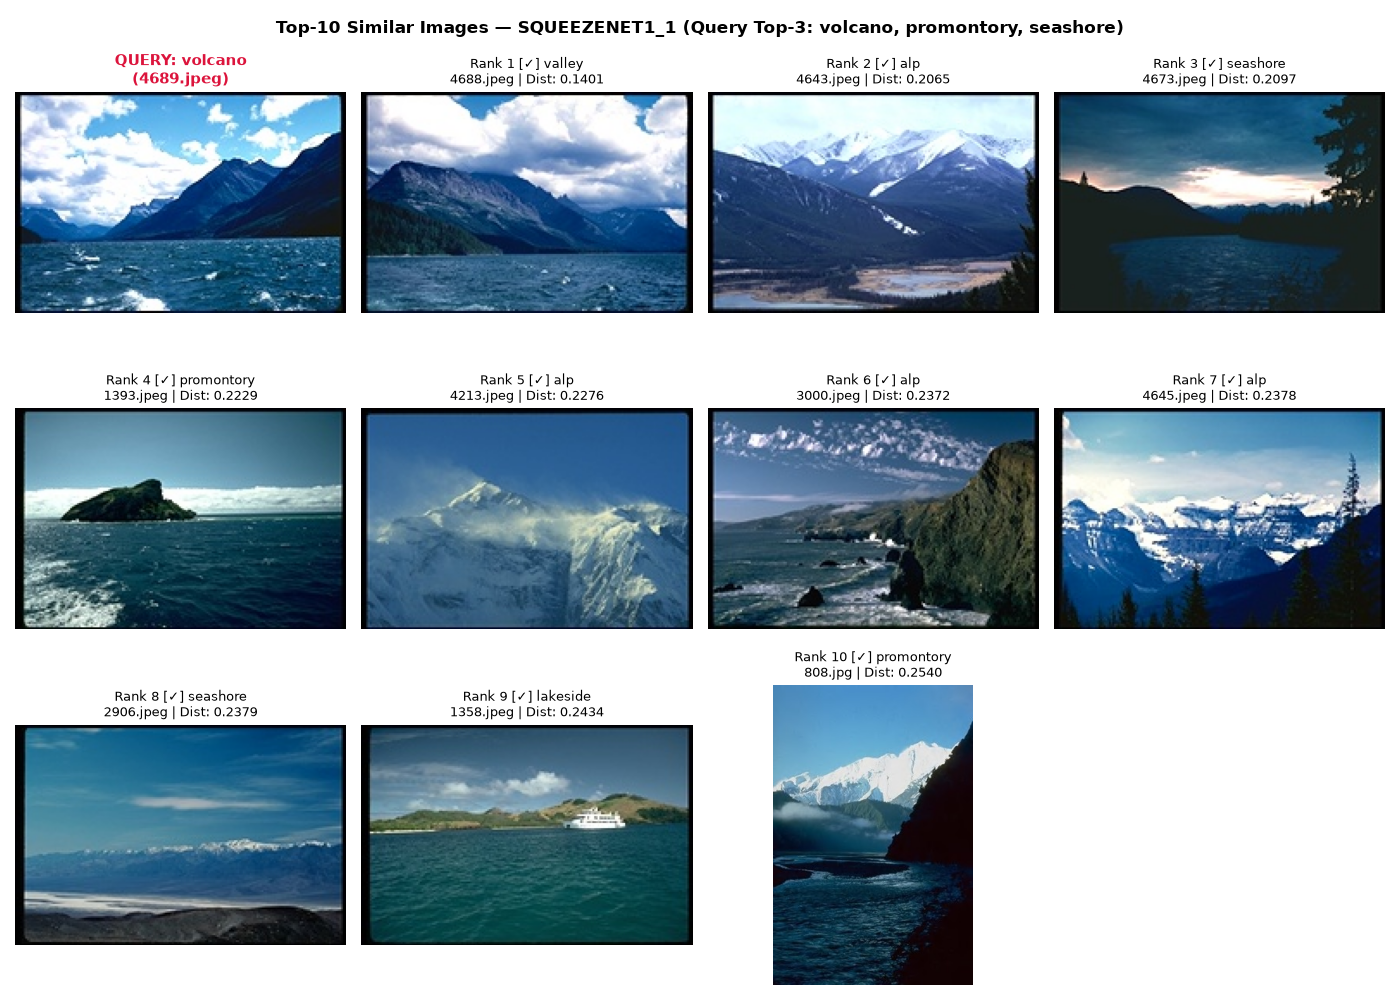 Top-10 Similar Images — SQUEEZENET1_1 (Query Top-3: volcano, promontory, seashore)
QUERY: volcano
(4689.jpeg)
Rank 1 [✓] valley
4688.jpeg | Dist: 0.1401
Rank 2 [✓] alp
4643.jpeg | Dist: 0.2065
Rank 3 [✓] seashore
4673.jpeg | Dist: 0.2097
Rank 4 [✓] promontory
1393.jpeg | Dist: 0.2229
Rank 5 [✓] alp
4213.jpeg | Dist: 0.2276
Rank 6 [✓] alp
3000.jpeg | Dist: 0.2372
Rank 7 [✓] alp
4645.jpeg | Dist: 0.2378
Rank 8 [✓] seashore
2906.jpeg | Dist: 0.2379
Rank 9 [✓] lakeside
1358.jpeg | Dist: 0.2434
Rank 10 [✓] promontory
808.jpg | Dist: 0.2540